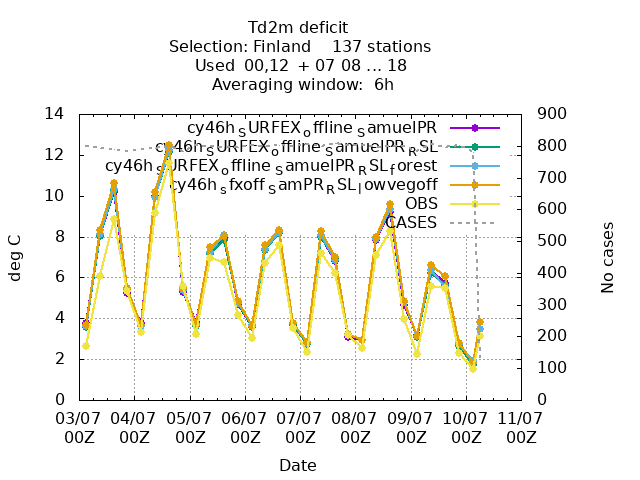 Td2m deficit
Selection: Finland 137 stations
Used 00,12 + 07 08 ... 18
Averaging window: 6h
14 900
cy46h_SURFEX_offline_SamuelPR
cy46h_SURFEX_offline_SamuelPR_RSL
cy46h_SURFEX_offline_SamuelPR_RSL_forest
cy46h_sfxoff_SamPR_RSL_lowvegoff
OBS
CASES
12 800
10 700
8 600
6 500
4 400
2 300
0 200
100
0
deg C
No cases
03/07 04/07 05/07 06/07 07/07 08/07 09/07 10/07 11/07
00Z 00Z 00Z 00Z 00Z 00Z 00Z 00Z 00Z
Date